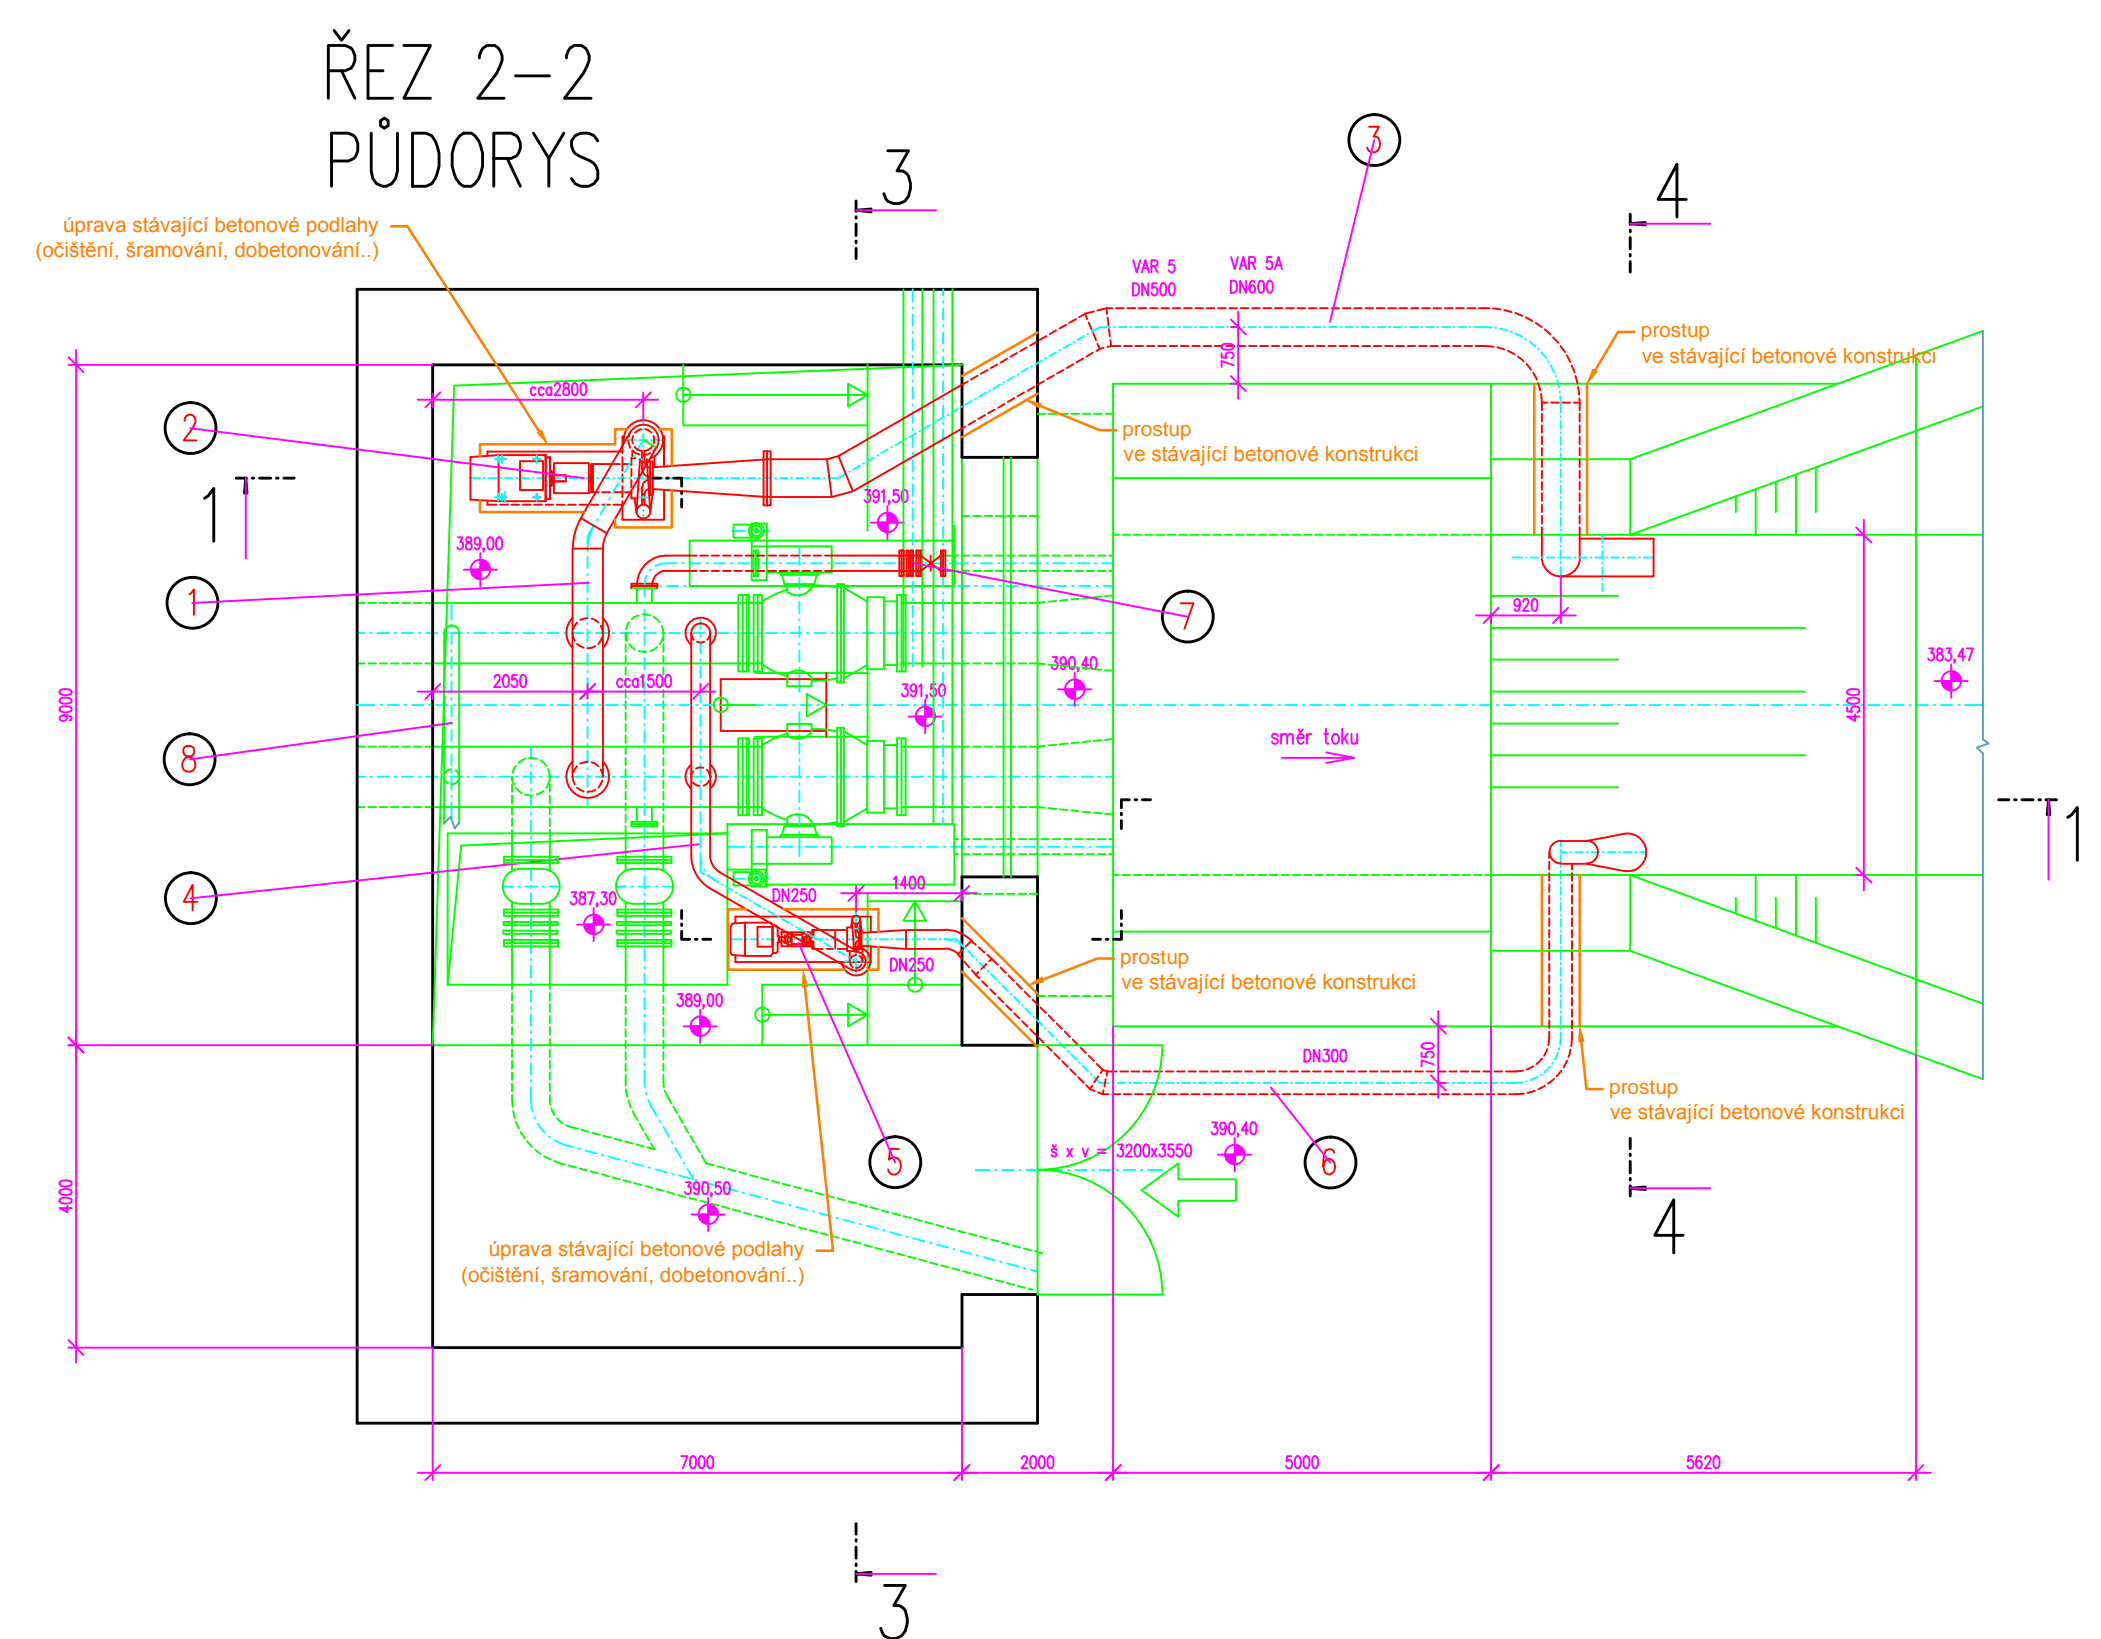 ŘEZ 2-2
PŮDORYS
úprava stávající betonové podlahy
(očištění, šramování, dobetonování..)
3
3
4
VAR 5
DN500
VAR 5A
DN600
750
prostup
ve stávající betonové konstrukci
cca2800
2
prostup
ve stávající betonové konstrukci
1
391,50
389,00
1
7
920
390,40
383,47
2050
cca1500
391,50
9000
4500
směr toku
8
1
4
DN250
1400
387,30
DN250
prostup
ve stávající betonové konstrukci
389,00
DN300
750
prostup
ve stávající betonové konstrukci
390,40
š x v = 3200x3550
5
6
4000
390,50
4
úprava stávající betonové podlahy
(očištění, šramování, dobetonování..)
7000
2000
5000
5620
3